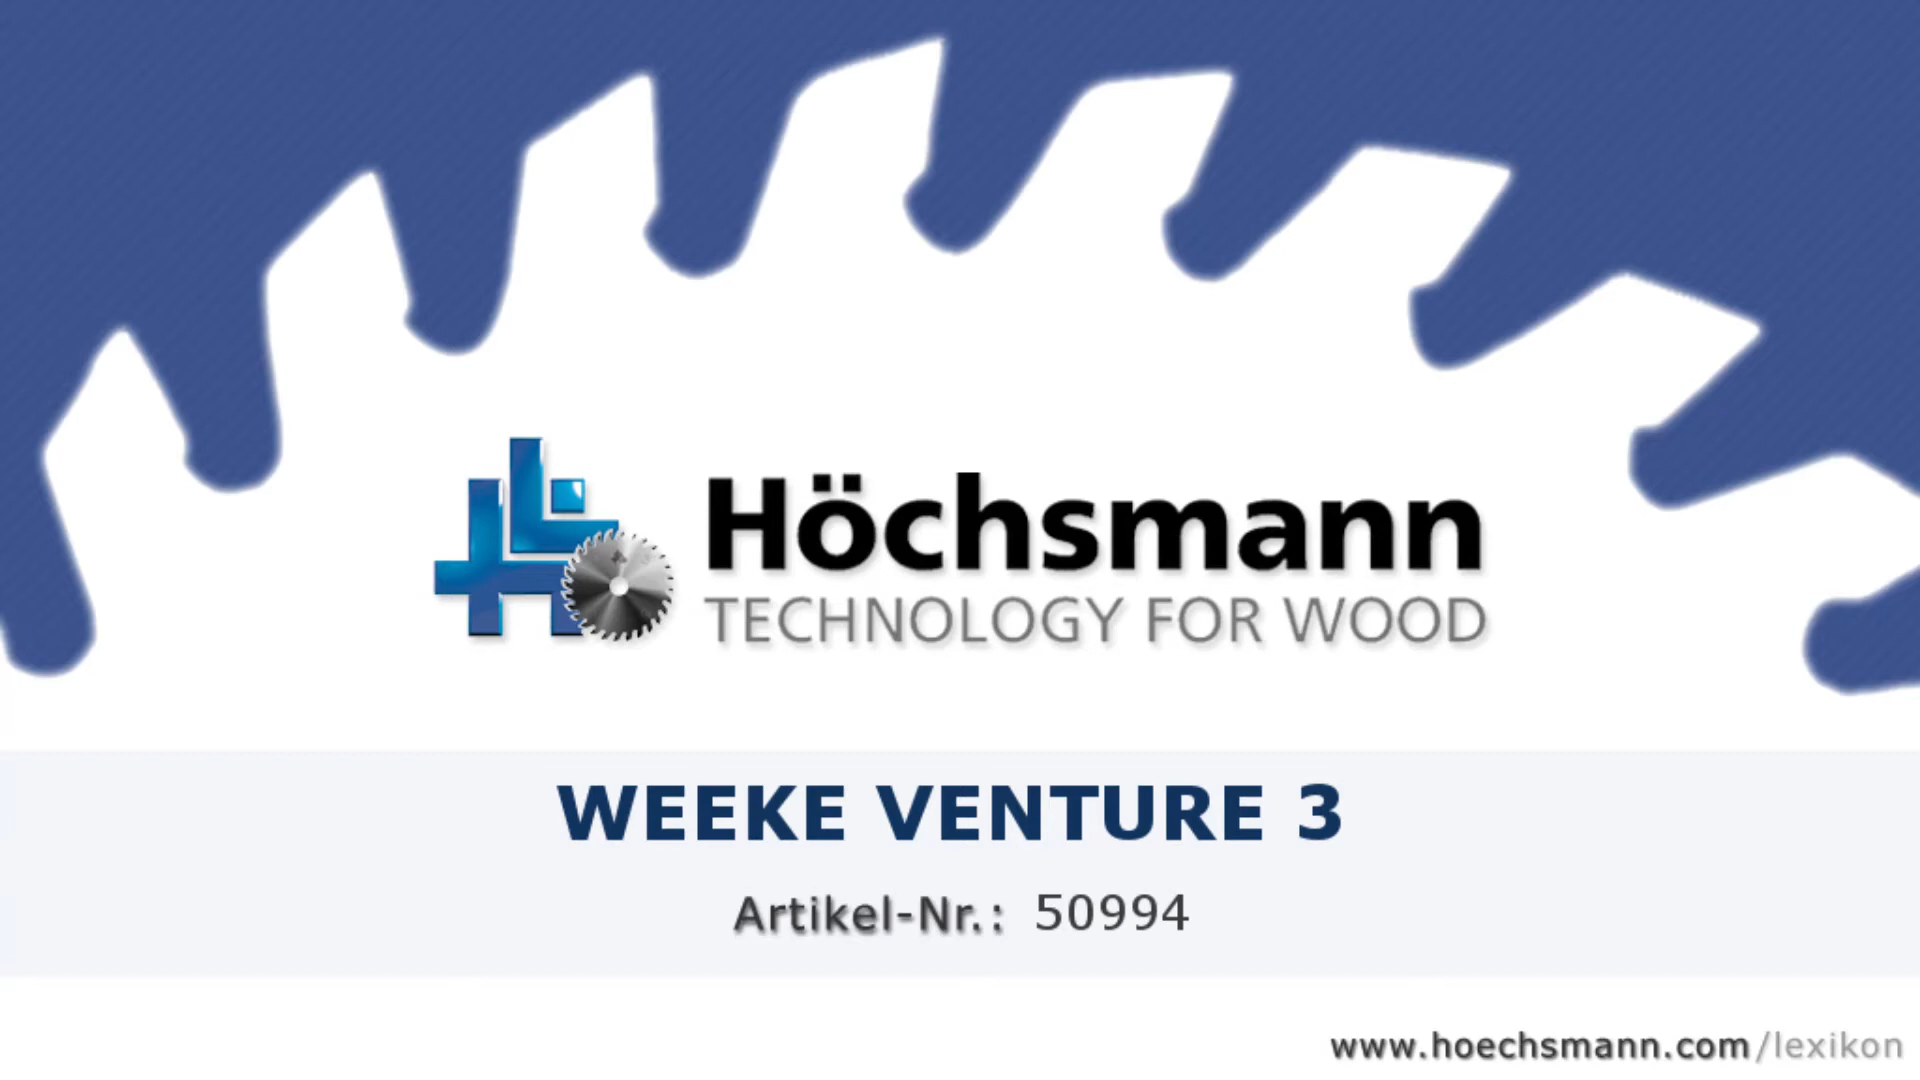 Höchsmann
TECHNOLOGY FOR WOOD
WEEKE VENTURE 3
Artikel-Nr.: 50994
www.hoechsmann.com/lexikon